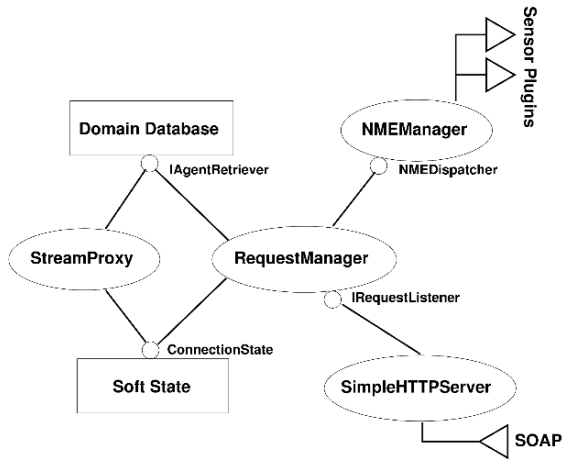 Sensor Plugins
Domain Database
NMEManager
IAgentRetriever
NMEDispatcher
StreamProxy
RequestManager
IRequestListener
ConnectionState
Soft State
SimpleHTTPServer
SOAP